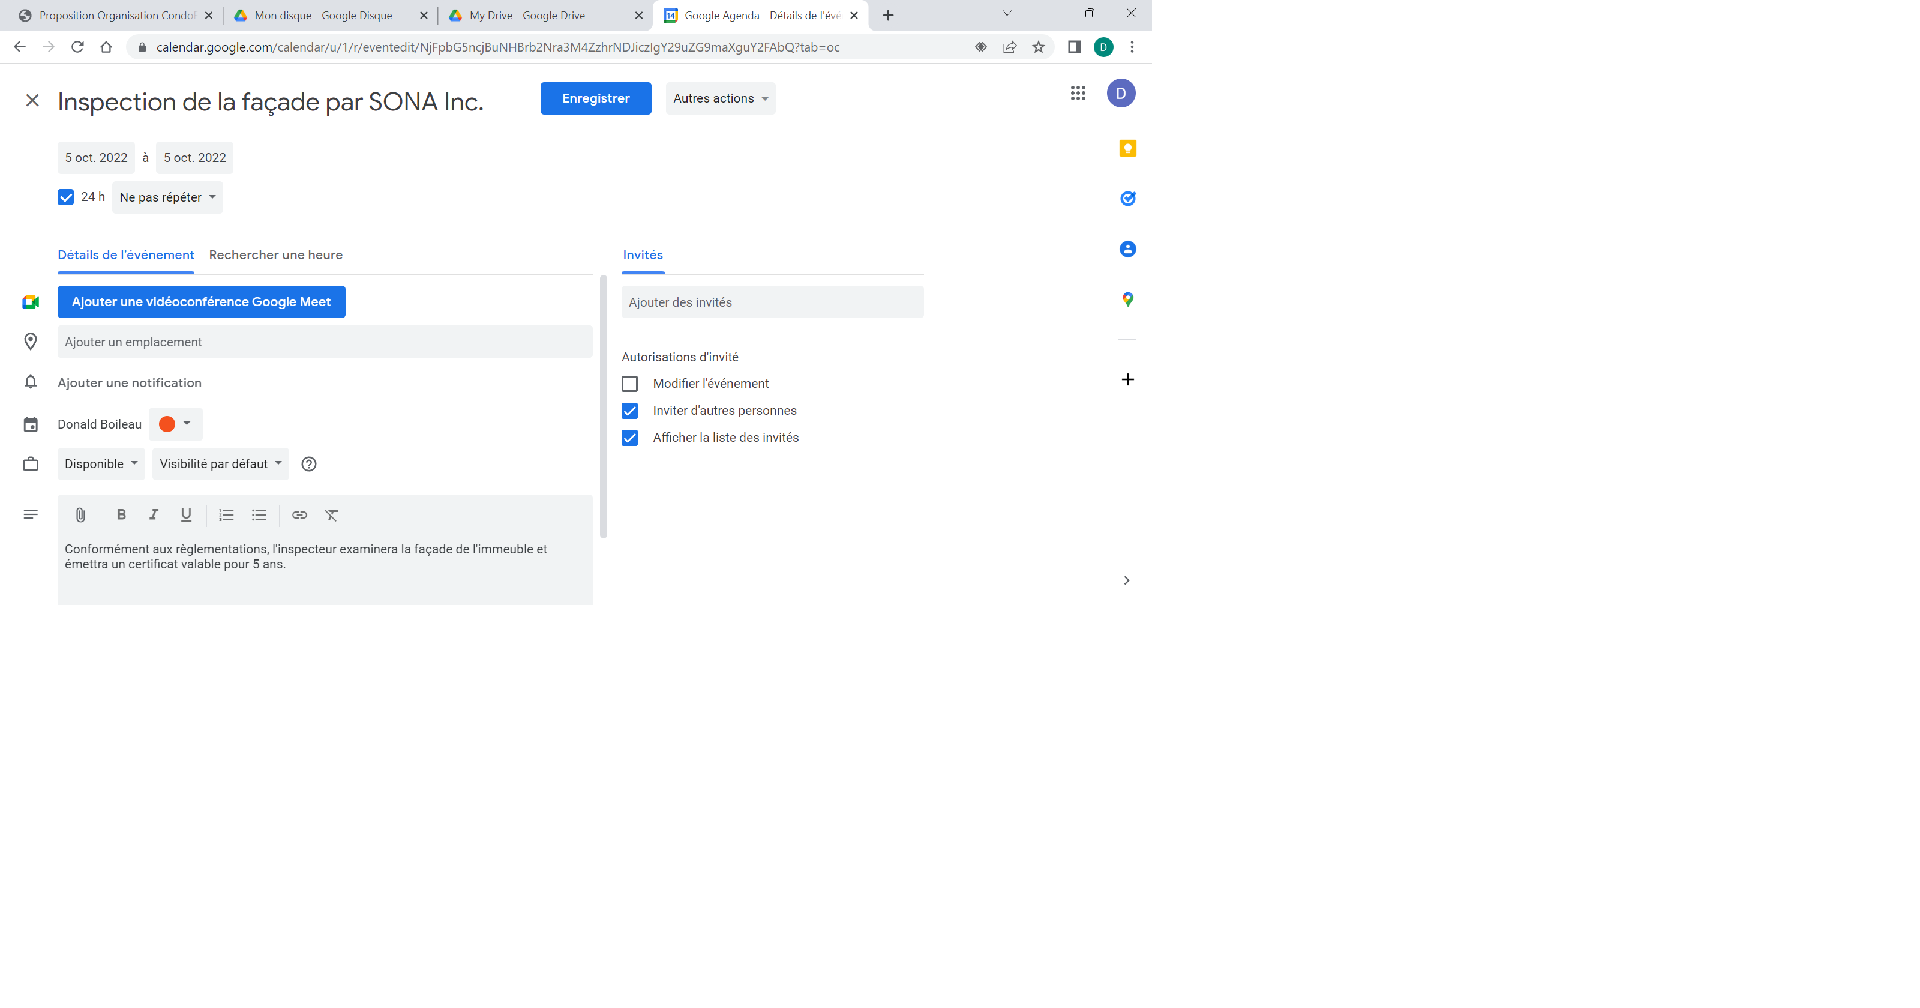 Proposition Organisation Condo
Mon disque - Google Disque
My Drive - Google Drive
Google Agenda - Détails de l'évé
calendar.google.com/calendar/u/1/r/eventedit/NjFpbG5ncjBuNHBrb2Nra3M4ZzhrNDJiczIgY29uZG9maXguY2FAbQ?tab=oc
D
Inspection de la façade par SONA Inc.
Enregistrer
Autres actions
D
5 oct. 2022 à 5 oct. 2022
24 h
Ne pas répéter
Détails de l'événement
Rechercher une heure
Invités
Ajouter une vidéoconférence Google Meet
Ajouter des invités
Ajouter un emplacement
Autorisations d'invité
Ajouter une notification
Modifier l'événement
Inviter d'autres personnes
Donald Boileau
Afficher la liste des invités
Disponible
Visibilité par défaut
B I U
Conformément aux règlementations, l'inspecteur examinera la façade de l'immeuble et
émettra un certificat valable pour 5 ans.